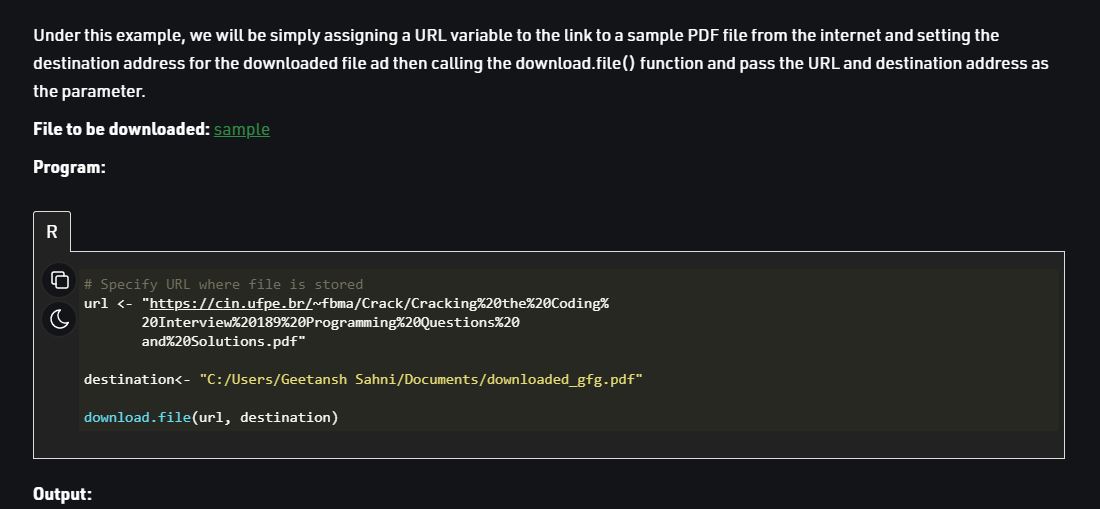 Under this example, we will be simply assigning a URL variable to the link to a sample PDF file from the internet and setting the
destination address for the downloaded file ad then calling the download.file() function and pass the URL and destination address as
the parameter.
File to be downloaded: sample
Program:
R
# Specify URL where file is stored
url <- "https://cin.ufpe.br/~fbma/Crack/Cracking%20the%20Coding%
20Interview%20189%20Programming%20Questions%20
and%20Solutions.pdf"
destination<- "C:/Users/Geetansh Sahni/Documents/downloaded_gfg.pdf"
download.file(url, destination)
Output: